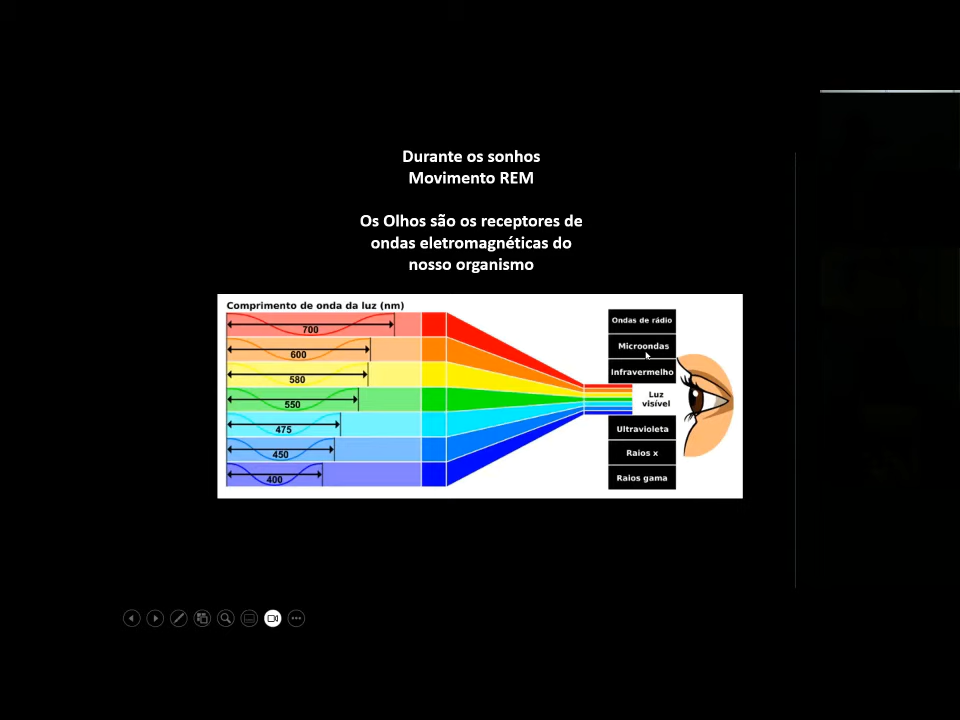 Durante os sonhos
Movimento REM
Os Olhos são os receptores de
ondas eletromagnéticas do
nosso organismo
Comprimento de onda da luz (nm)
700
600
580
550
475
450
400
Ondas de rádio
Microondas
Infravermelho
Luz
visível
Ultravioleta
Raios x
Raios gama